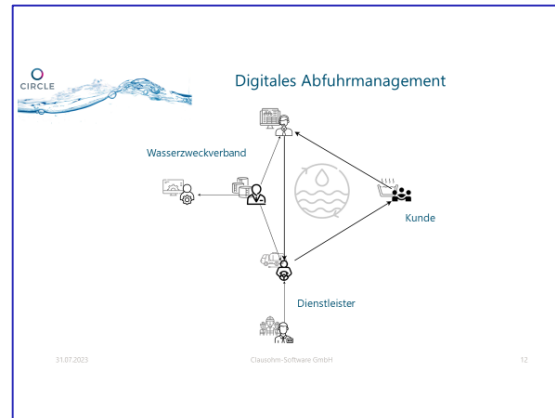 CIRCLE
Digitales Abfuhrmanagement
Wasserzweckverband
Kunde
Dienstleister
31.07.2023
Clausohm-Software GmbH
12